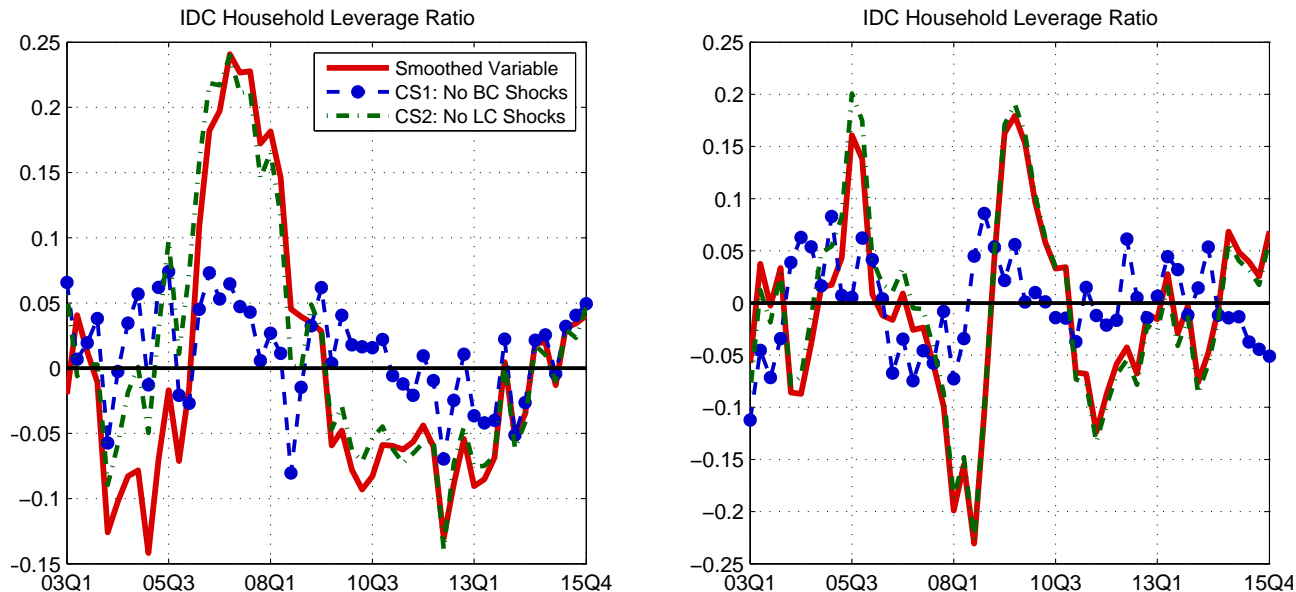 IDC Household Leverage Ratio
0.25
0.2
0.15
0.1
0.05
0
−0.05
−0.1
−0.15
03Q1 05Q3 08Q1 10Q3 13Q1 15Q4
Smoothed Variable
CS1: No BC Shocks
CS2: No LC Shocks
IDC Household Leverage Ratio
0.25
0.2
0.15
0.1
0.05
0
−0.05
−0.1
−0.15
−0.2
−0.25
03Q1 05Q3 08Q1 10Q3 13Q1 15Q4